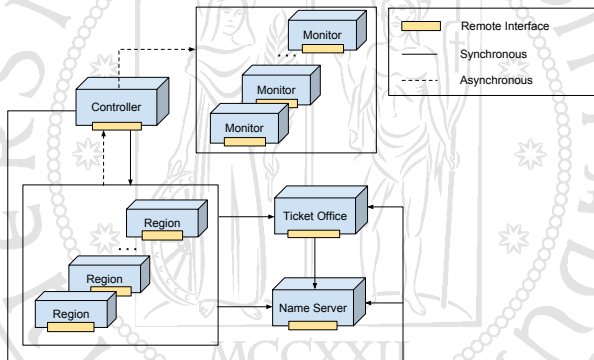 Monitor
Remote Interface
. . .
Synchronous
Controller
Monitor
Asynchronous
Monitor
Region
Ticket Office
. . .
Region
Region
Name Server
MCCXXII